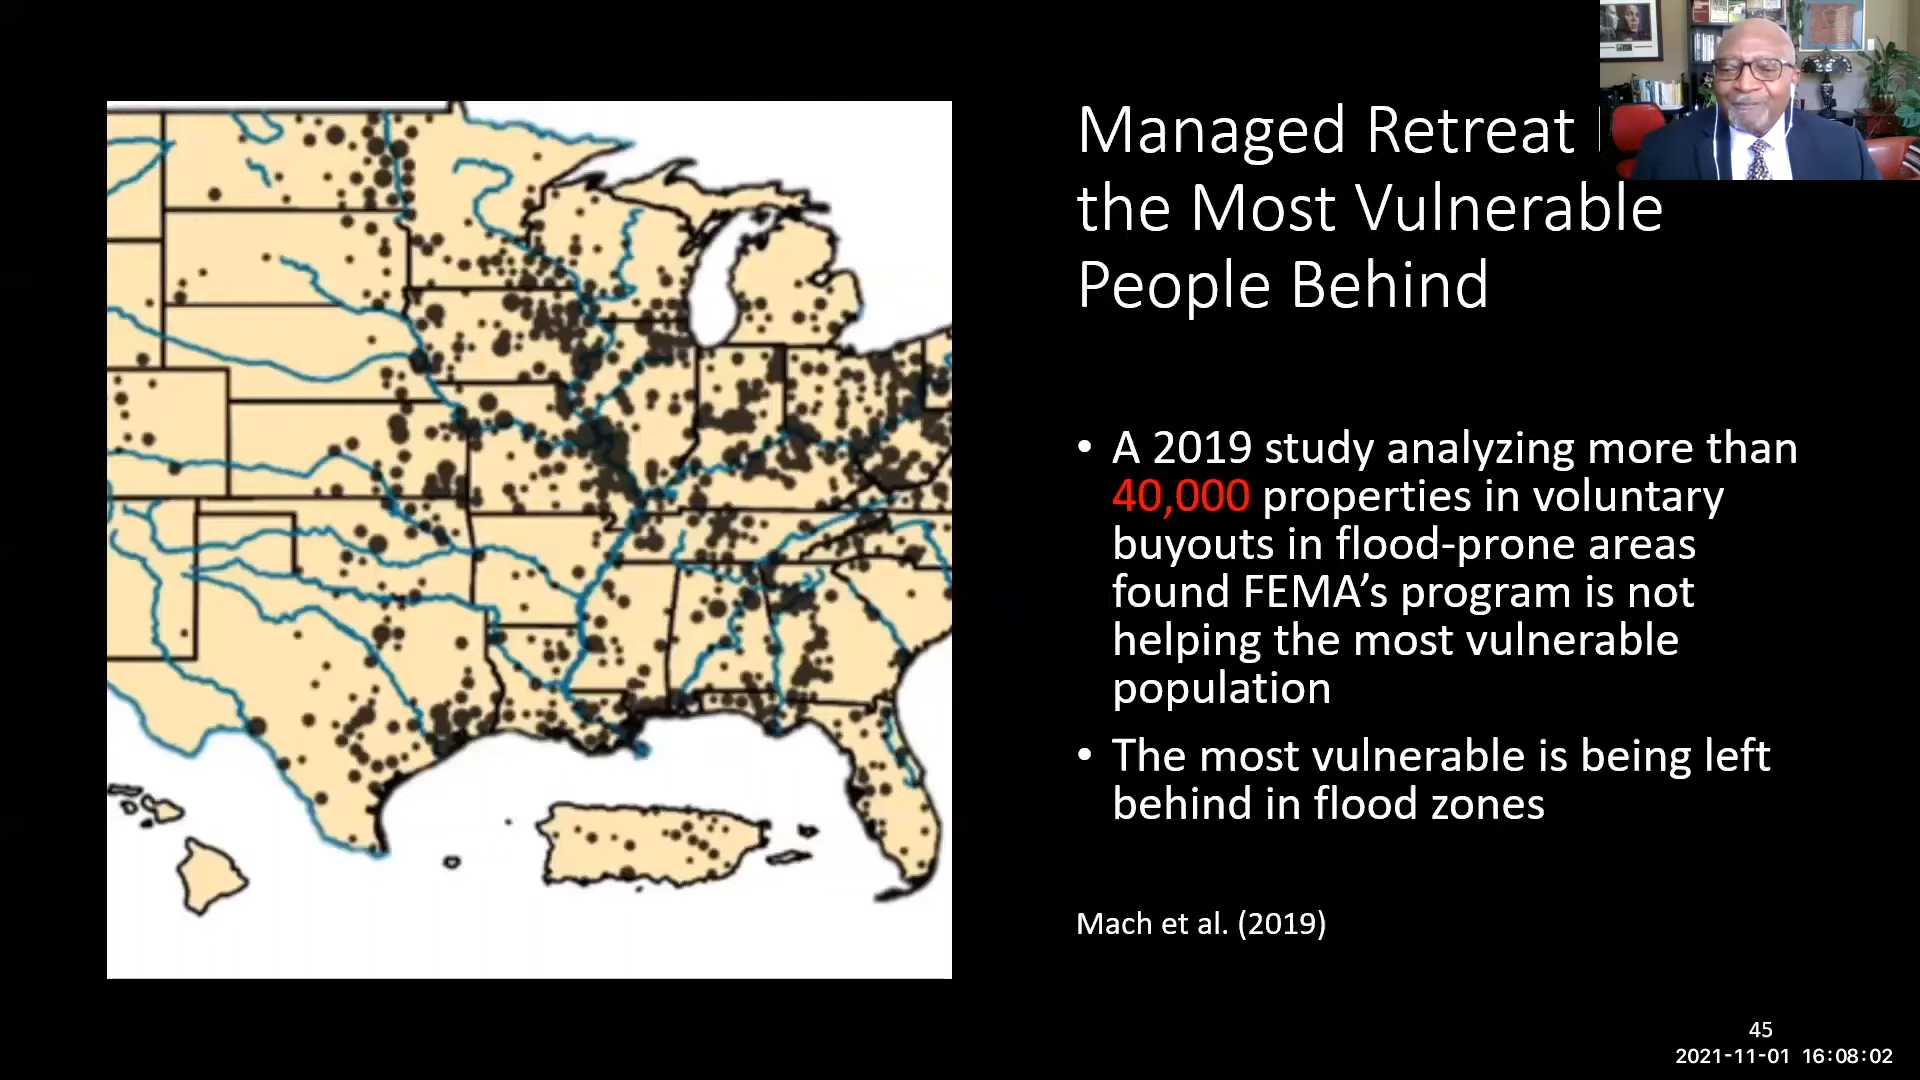 Managed Retreat
the Most Vulnerable
People Behind
• A 2019 study analyzing more than
40,000 properties in voluntary
buyouts in flood-prone areas
found FEMA’s program is not
helping the most vulnerable
population
• The most vulnerable is being left
behind in flood zones
Mach et al. (2019)
45
2021-11-01 16:08:02